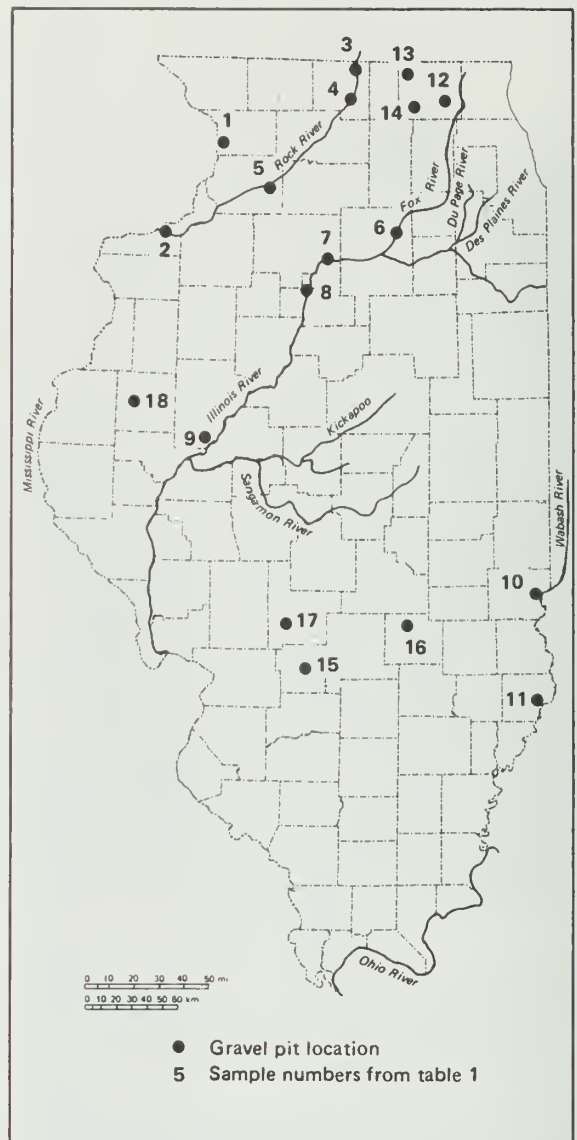 3
13
4
12
14
1
Rock River
5
Fox River
Du Page River
Des Plaines River
6
2
7
8
Illinois River
18
Mississippi River
9
Kickapoo
Sangamon River
Wabash River
10
17
16
15
11
Ohio River
0 10 20 30 40 50 mi
0 10 20 30 40 50 60 km
Gravel pit location
5 Sample numbers from table 1